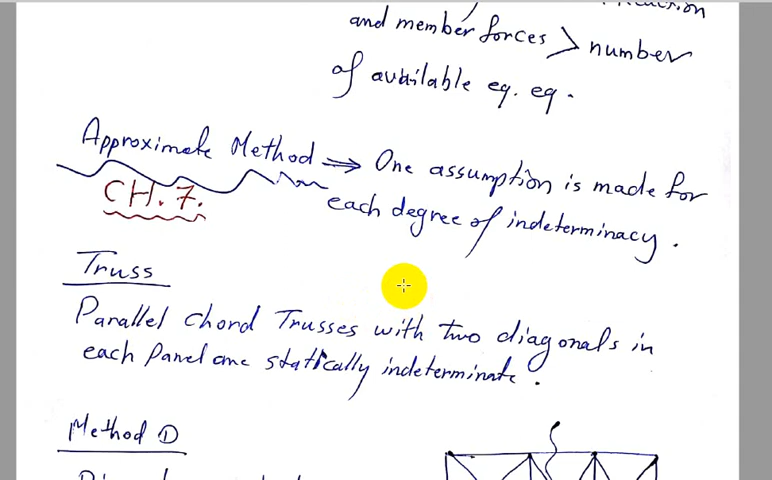 and member forces > number
of available eq. eq.
Approximate Method ⇒ One assumption is made for
CH. 7.
each degree of indeterminacy.
Truss
Parallel chord Trusses with two diagonals in
each Panel are statically indeterminate.
Method ①